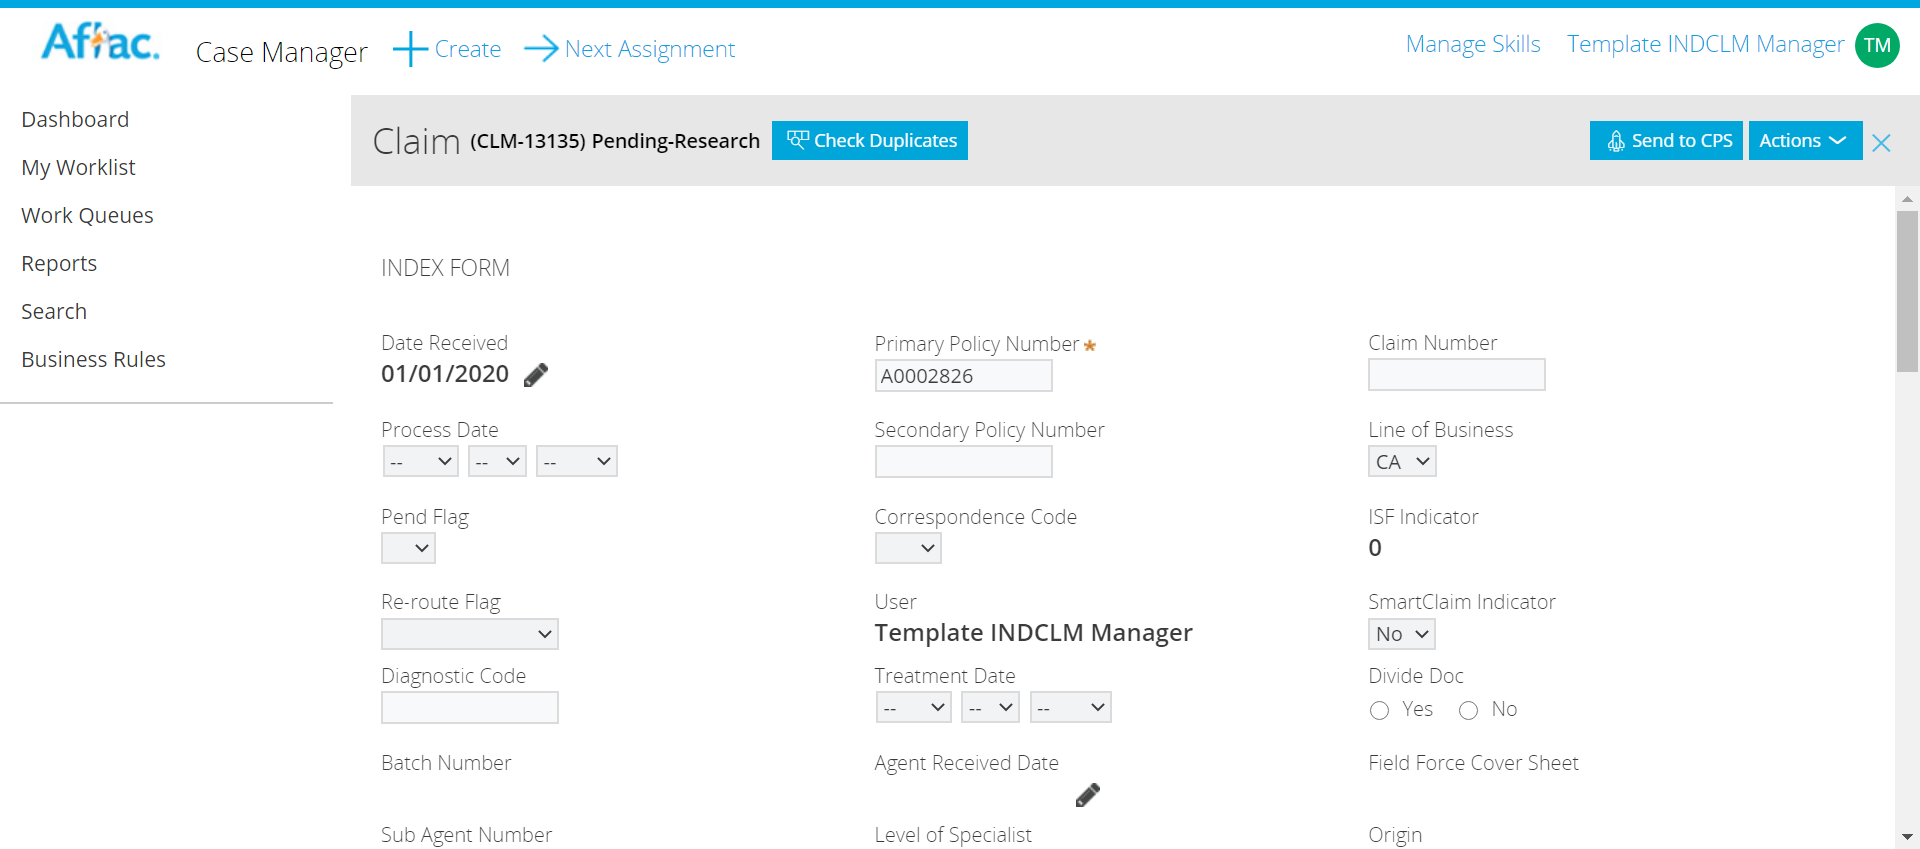 Aflac.
Case Manager
Create
Next Assignment
Manage Skills
Template INDCLM Manager
TM
Dashboard
My Worklist
Work Queues
Reports
Search
Business Rules
Claim (CLM-13135) Pending-Research
Check Duplicates
Send to CPS
Actions
INDEX FORM
Date Received
01/01/2020
Primary Policy Number*
A0002826
Claim Number
Process Date
-- -- --
Secondary Policy Number
Line of Business
CA
Pend Flag
Correspondence Code
ISF Indicator
0
Re-route Flag
User
Template INDCLM Manager
SmartClaim Indicator
No
Diagnostic Code
Treatment Date
-- -- --
Divide Doc
Yes No
Batch Number
Agent Received Date
Field Force Cover Sheet
Sub Agent Number
Level of Specialist
Origin